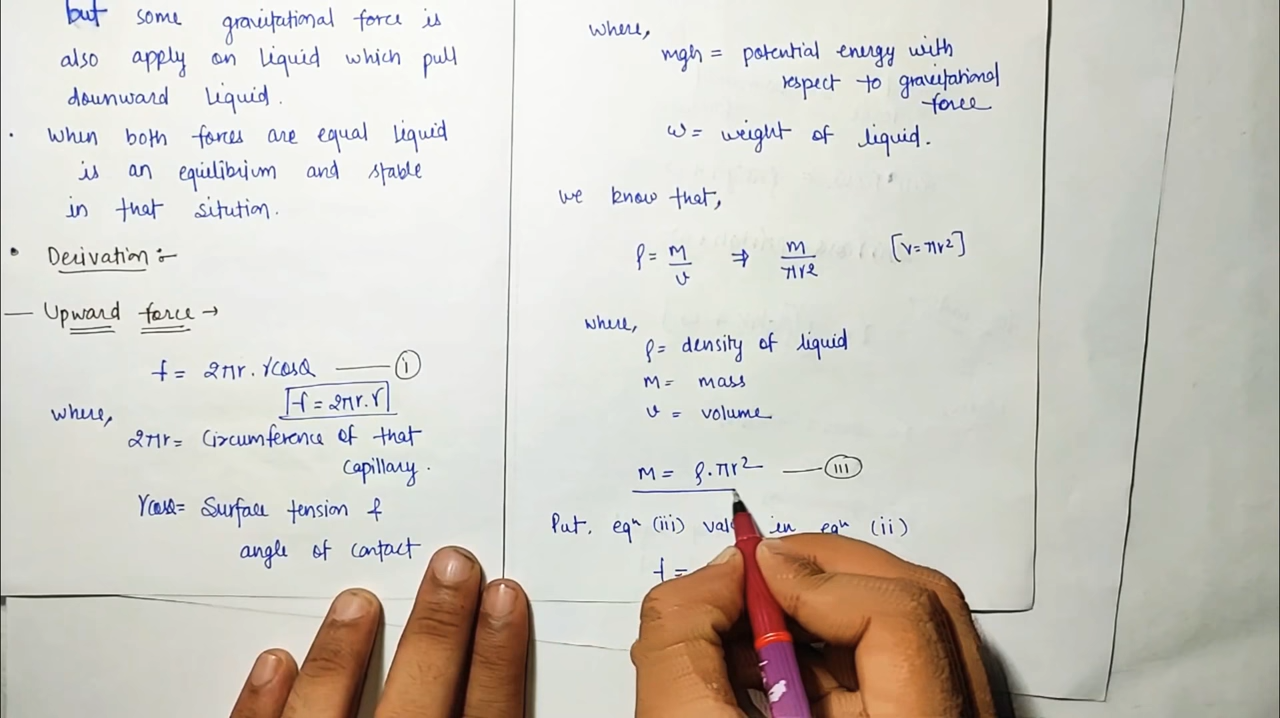 but some gravitational force is
also apply on liquid which pull
downward liquid.
• When both forces are equal liquid
is an equilibrium and stable
in that sitution.
• Derivation :-
— Upward force →
f = 2πr. γcosθ —— (i)
f = 2πr.γ
where,
2πr = Circumference of that
capillary.
γcosθ = Surface tension &
angle of contact
where,
mgh = potential energy with
respect to gravitational
force
w = weight of liquid.
we know that,
ρ = m/v ⇒ m/πr2 [v=πr²]
where,
ρ = density of liquid
M = mass
v = volume
M = ρ.πr² —— (iii)
Put, eqn (iii) in eqn (ii)
f =